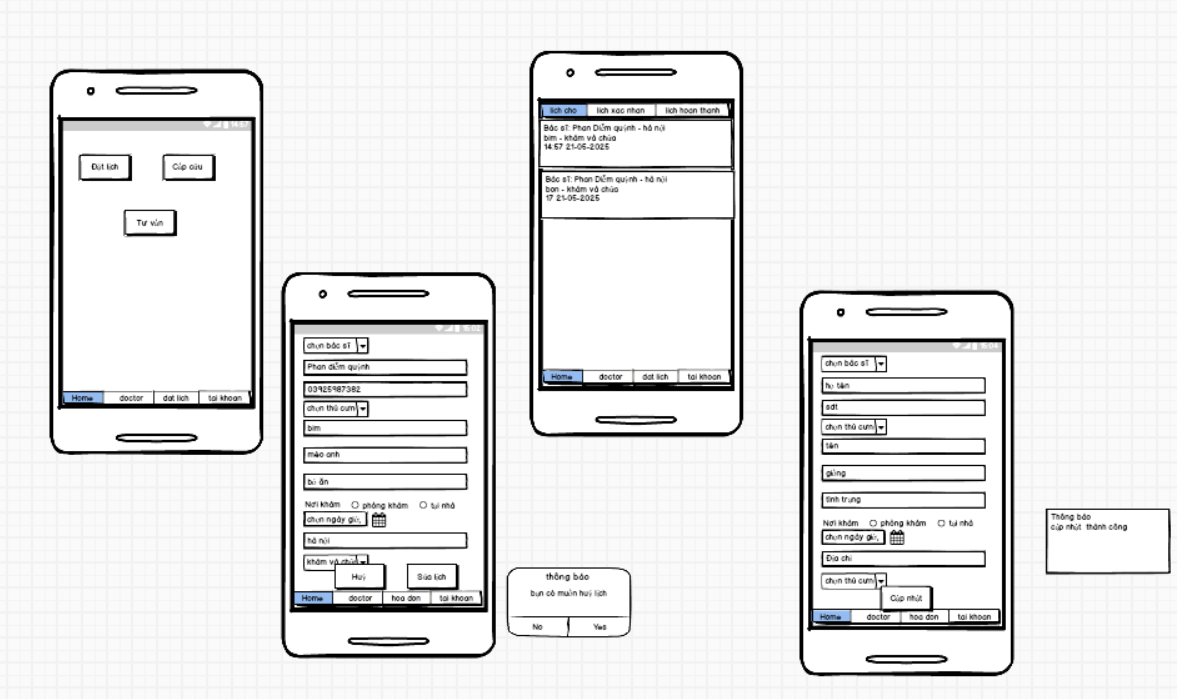 14:57
Đặt lịch
Cấp cứu
Tư vấn
Home doctor dat lich tai khoan
lich cho lich xac nhan lich hoan thanh
Bác sĩ: Phan Diễm quỳnh - hà nội
bim - khám và chữa
14:57 21-05-2025
Bác sĩ: Phan Diễm quỳnh - hà nội
bon - khám và chữa
17 21-05-2025
Home doctor dat lich tai khoan
chọn bác sĩ
Phan diễm quỳnh
03925987382
chọn thú cưn
bim
mèo anh
bỏ ăn
Nơi khám phòng khám tại nhà
chọn ngày giờ,
hà nội
khám và chữa
Huỷ
Sửa lịch
Home doctor hoa don tai khoan
thông báo
bạn có muốn huỷ lịch
No Yes
chọn bác sĩ
họ tên
sdt
chọn thú cưn
tên
giống
tình trạng
Nơi khám phòng khám tại nhà
chọn ngày giờ,
Địa chỉ
chọn thú cưn
Cập nhật
Home doctor hoa don tai khoan
Thông báo
cập nhật thành công